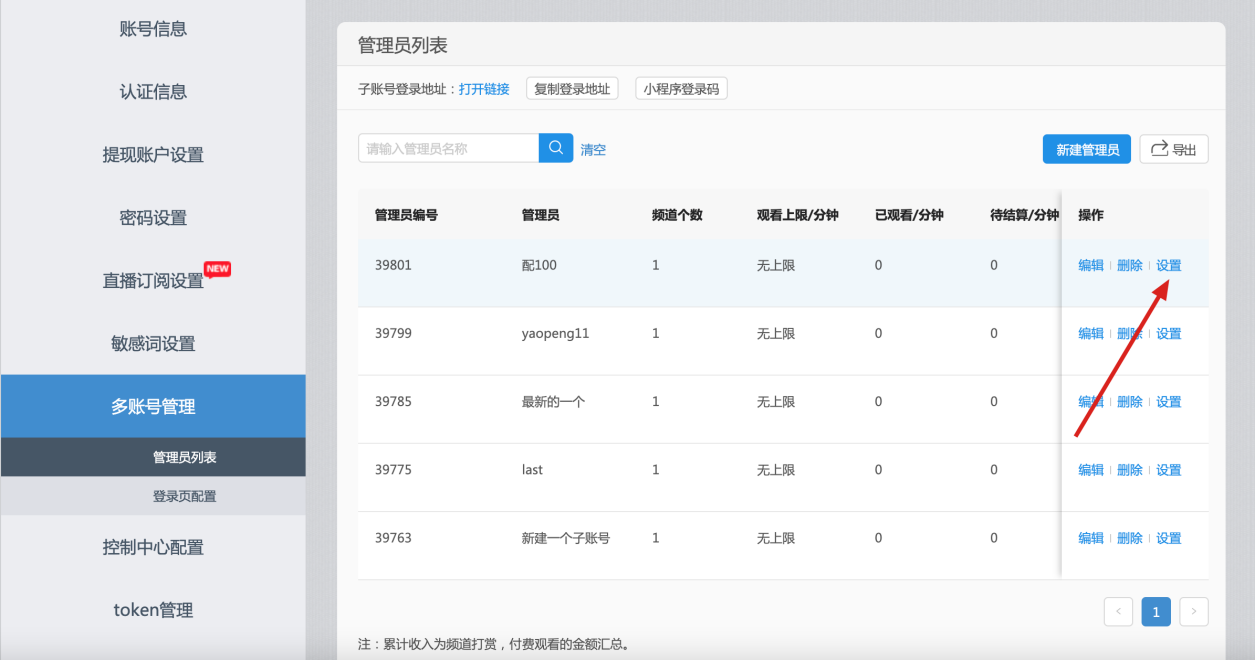 账号信息
认证信息
提现账户设置
密码设置
直播订阅设置 NEW
敏感词设置
多账号管理
管理员列表
登录页配置
控制中心配置
token管理
管理员列表
子账号登录地址：打开链接 复制登录地址 小程序登录码
请输入管理员名称 清空 新建管理员 导出
管理员编号 管理员 频道个数 观看上限/分钟 已观看/分钟 待结算/分钟 操作
39801 配100 1 无上限 0 0 编辑 删除 设置
39799 yaopeng11 1 无上限 0 0 编辑 删除 设置
39785 最新的一个 1 无上限 0 0 编辑 删除 设置
39775 last 1 无上限 0 0 编辑 删除 设置
39763 新建一个子账号 1 无上限 0 0 编辑 删除 设置
< 1 >
注：累计收入为频道打赏，付费观看的金额汇总。